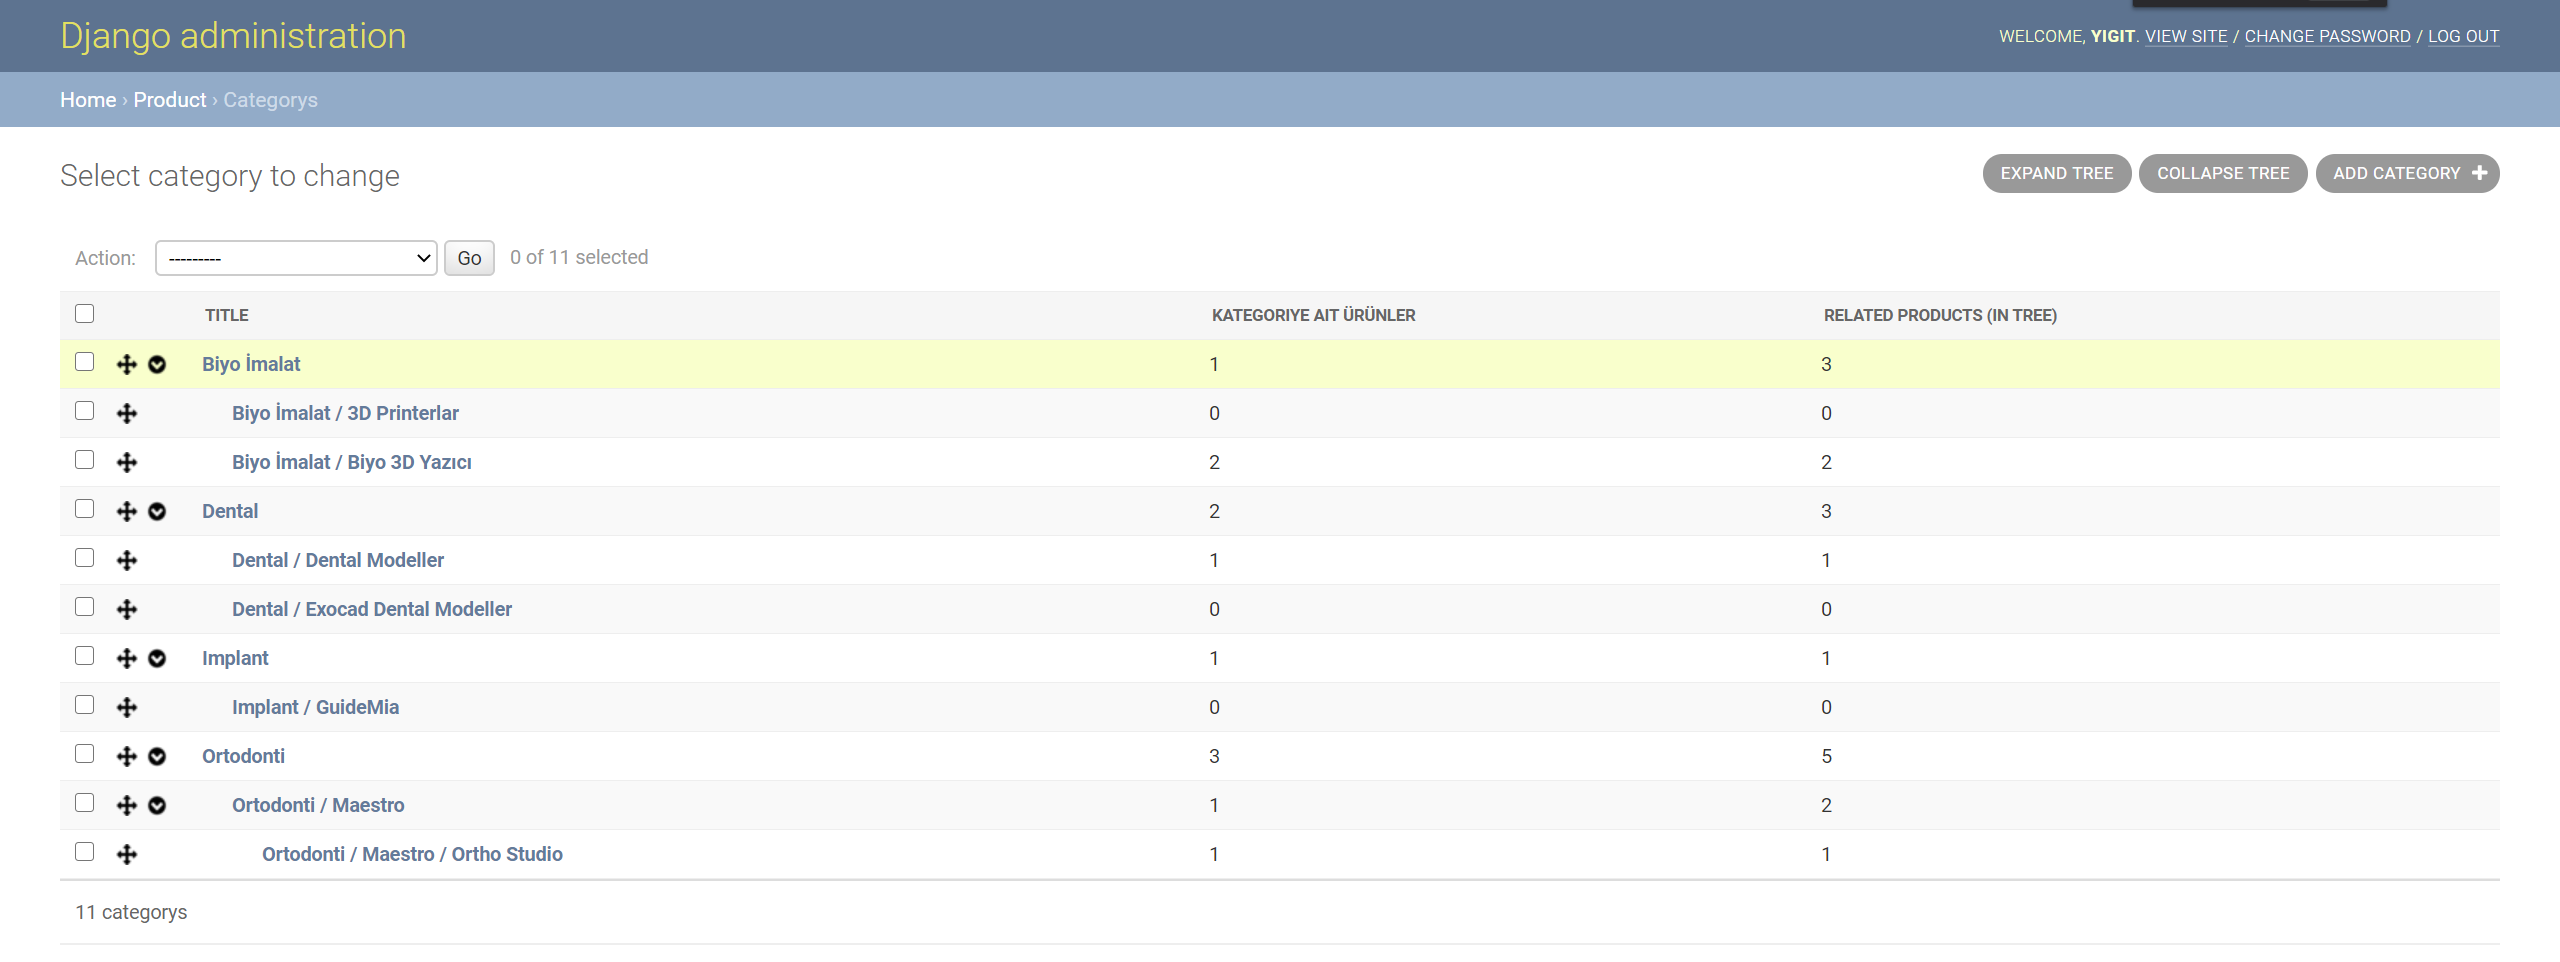 Django administration
WELCOME, YIGIT. VIEW SITE / CHANGE PASSWORD / LOG OUT
Home › Product › Categorys
Select category to change
EXPAND TREE COLLAPSE TREE ADD CATEGORY
Action: --------- Go 0 of 11 selected
TITLE KATEGORIYE AIT ÜRÜNLER RELATED PRODUCTS (IN TREE)
Biyo İmalat 1 3
Biyo İmalat / 3D Printerlar 0 0
Biyo İmalat / Biyo 3D Yazıcı 2 2
Dental 2 3
Dental / Dental Modeller 1 1
Dental / Exocad Dental Modeller 0 0
Implant 1 1
Implant / GuideMia 0 0
Ortodonti 3 5
Ortodonti / Maestro 1 2
Ortodonti / Maestro / Ortho Studio 1 1
11 categorys